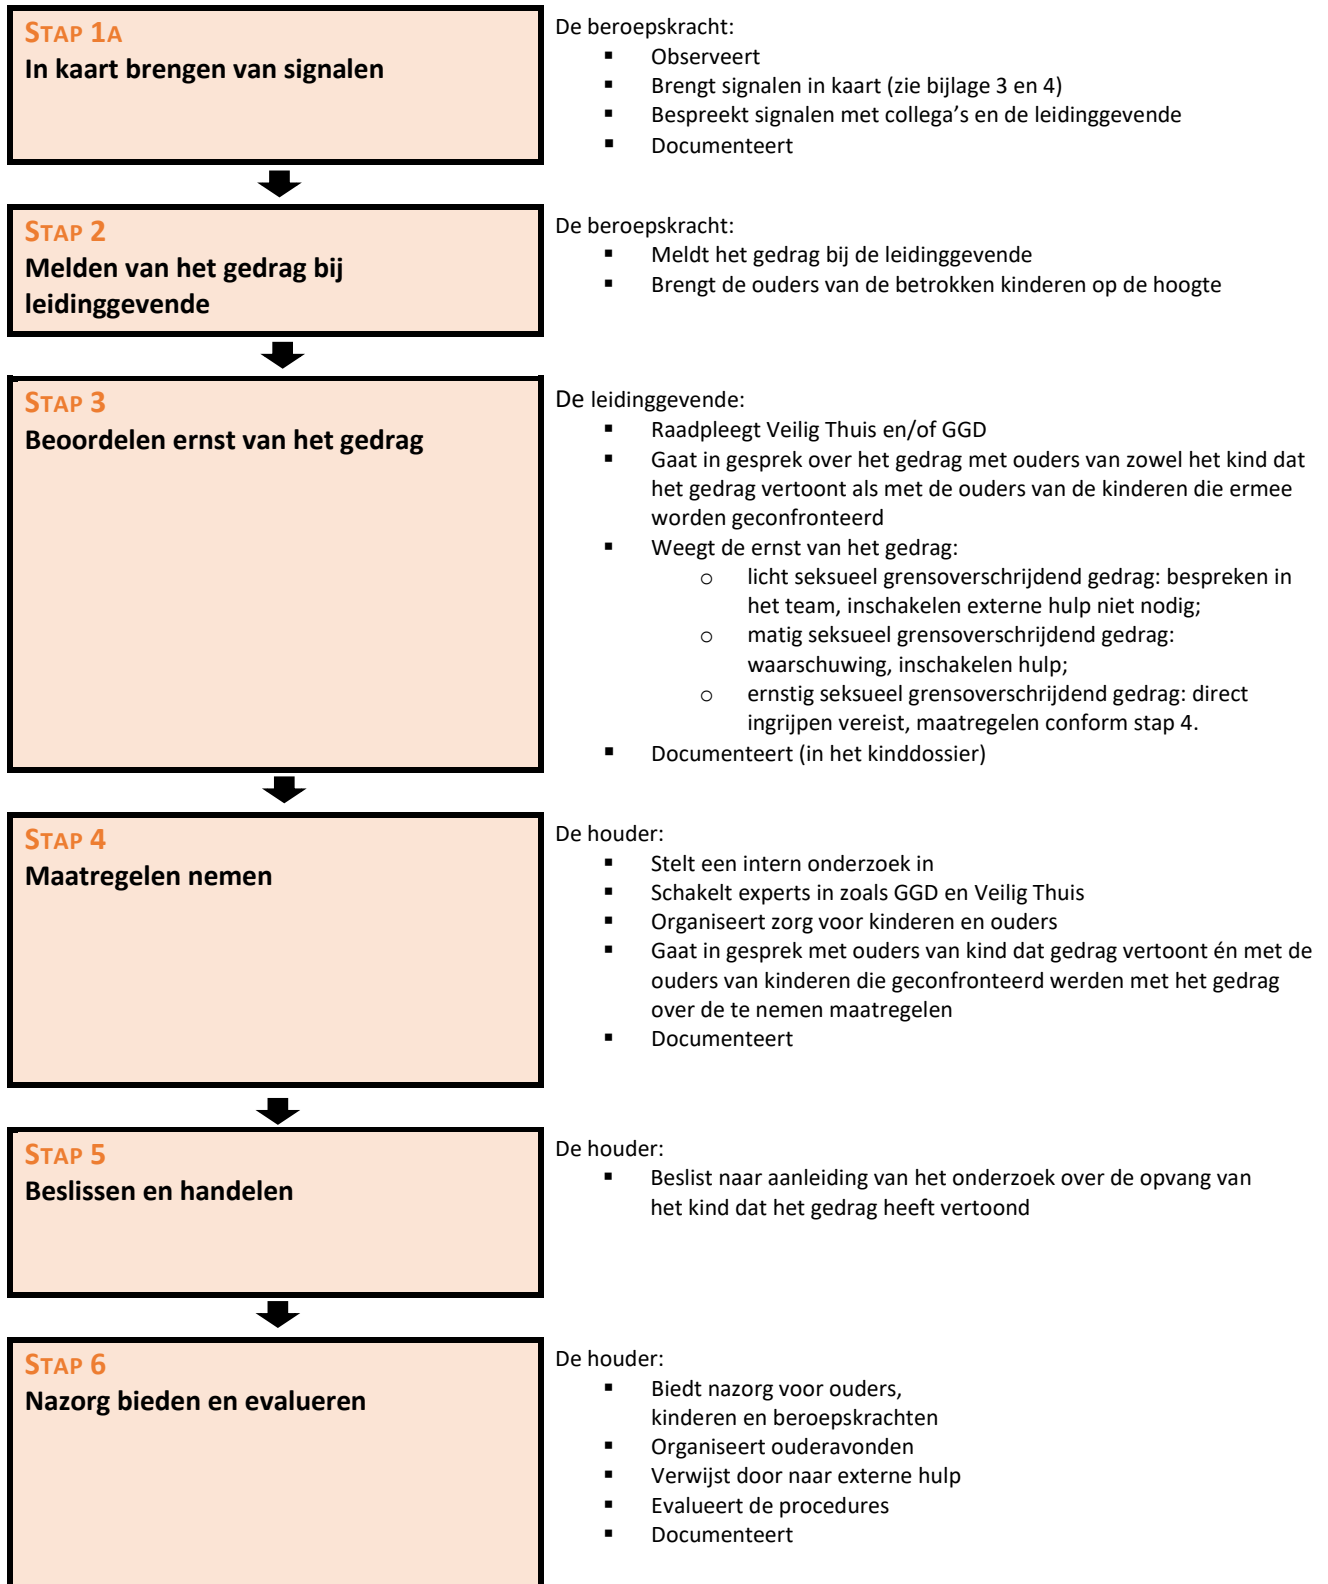 STAP 1A
In kaart brengen van signalen
De beroepskracht:
▪ Observeert
▪ Brengt signalen in kaart (zie bijlage 3 en 4)
▪ Bespreekt signalen met collega’s en de leidinggevende
▪ Documenteert
STAP 2
Melden van het gedrag bij
leidinggevende
De beroepskracht:
▪ Meldt het gedrag bij de leidinggevende
▪ Brengt de ouders van de betrokken kinderen op de hoogte
STAP 3
Beoordelen ernst van het gedrag
De leidinggevende:
▪ Raadpleegt Veilig Thuis en/of GGD
▪ Gaat in gesprek over het gedrag met ouders van zowel het kind dat
het gedrag vertoont als met de ouders van de kinderen die ermee
worden geconfronteerd
▪ Weegt de ernst van het gedrag:
o licht seksueel grensoverschrijdend gedrag: bespreken in
het team, inschakelen externe hulp niet nodig;
o matig seksueel grensoverschrijdend gedrag:
waarschuwing, inschakelen hulp;
o ernstig seksueel grensoverschrijdend gedrag: direct
ingrijpen vereist, maatregelen conform stap 4.
▪ Documenteert (in het kinddossier)
STAP 4
Maatregelen nemen
De houder:
▪ Stelt een intern onderzoek in
▪ Schakelt experts in zoals GGD en Veilig Thuis
▪ Organiseert zorg voor kinderen en ouders
▪ Gaat in gesprek met ouders van kind dat gedrag vertoont én met de
ouders van kinderen die geconfronteerd werden met het gedrag
over de te nemen maatregelen
▪ Documenteert
STAP 5
Beslissen en handelen
De houder:
▪ Beslist naar aanleiding van het onderzoek over de opvang van
het kind dat het gedrag heeft vertoond
STAP 6
Nazorg bieden en evalueren
De houder:
▪ Biedt nazorg voor ouders,
kinderen en beroepskrachten
▪ Organiseert ouderavonden
▪ Verwijst door naar externe hulp
▪ Evalueert de procedures
▪ Documenteert